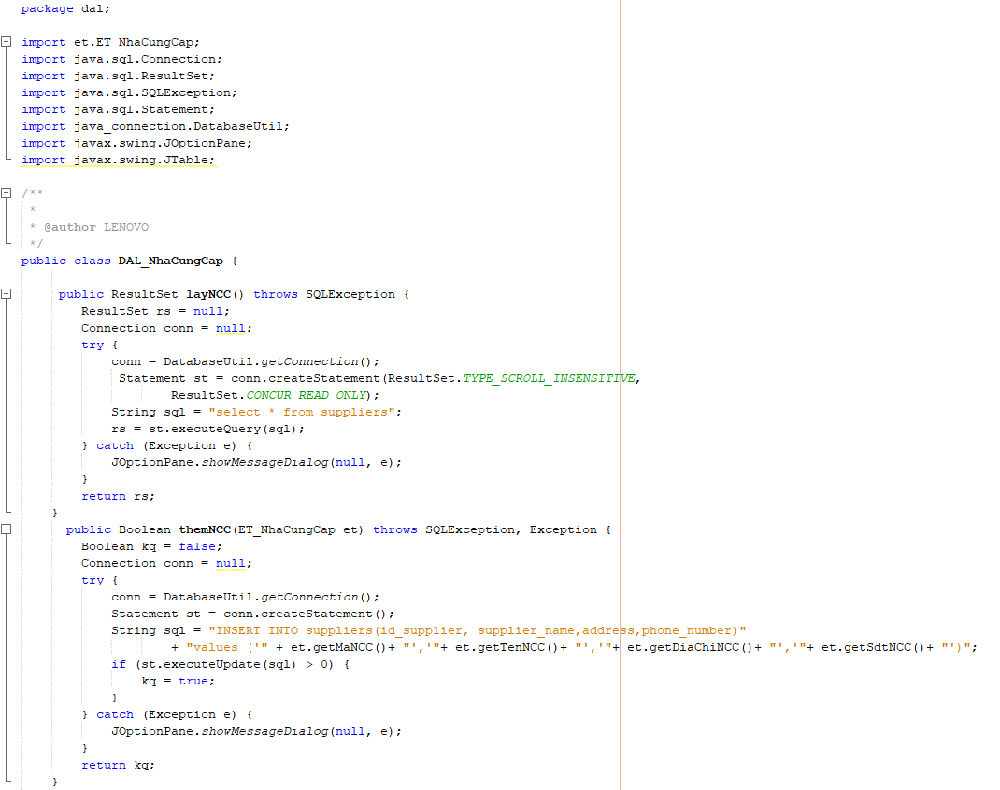 package dal;
import et.ET_NhaCungCap;
import java.sql.Connection;
import java.sql.ResultSet;
import java.sql.SQLException;
import java.sql.Statement;
import java_connection.DatabaseUtil;
import javax.swing.JOptionPane;
import javax.swing.JTable;
/**
*
* @author LENOVO
*/
public class DAL_NhaCungCap {
public ResultSet layNCC() throws SQLException {
ResultSet rs = null;
Connection conn = null;
try {
conn = DatabaseUtil.getConnection();
Statement st = conn.createStatement(ResultSet.TYPE_SCROLL_INSENSITIVE,
ResultSet.CONCUR_READ_ONLY);
String sql = "select * from suppliers";
rs = st.executeQuery(sql);
} catch (Exception e) {
JOptionPane.showMessageDialog(null, e);
}
return rs;
}
public Boolean themNCC(ET_NhaCungCap et) throws SQLException, Exception {
Boolean kq = false;
Connection conn = null;
try {
conn = DatabaseUtil.getConnection();
Statement st = conn.createStatement();
String sql = "INSERT INTO suppliers(id_supplier, supplier_name,address,phone_number)"
+ "values ('" + et.getMaNCC()+ "','"+ et.getTenNCC()+ "','"+ et.getDiaChiNCC()+ "','"+ et.getSdtNCC()+ "')";
if (st.executeUpdate(sql) > 0) {
kq = true;
}
} catch (Exception e) {
JOptionPane.showMessageDialog(null, e);
}
return kq;
}